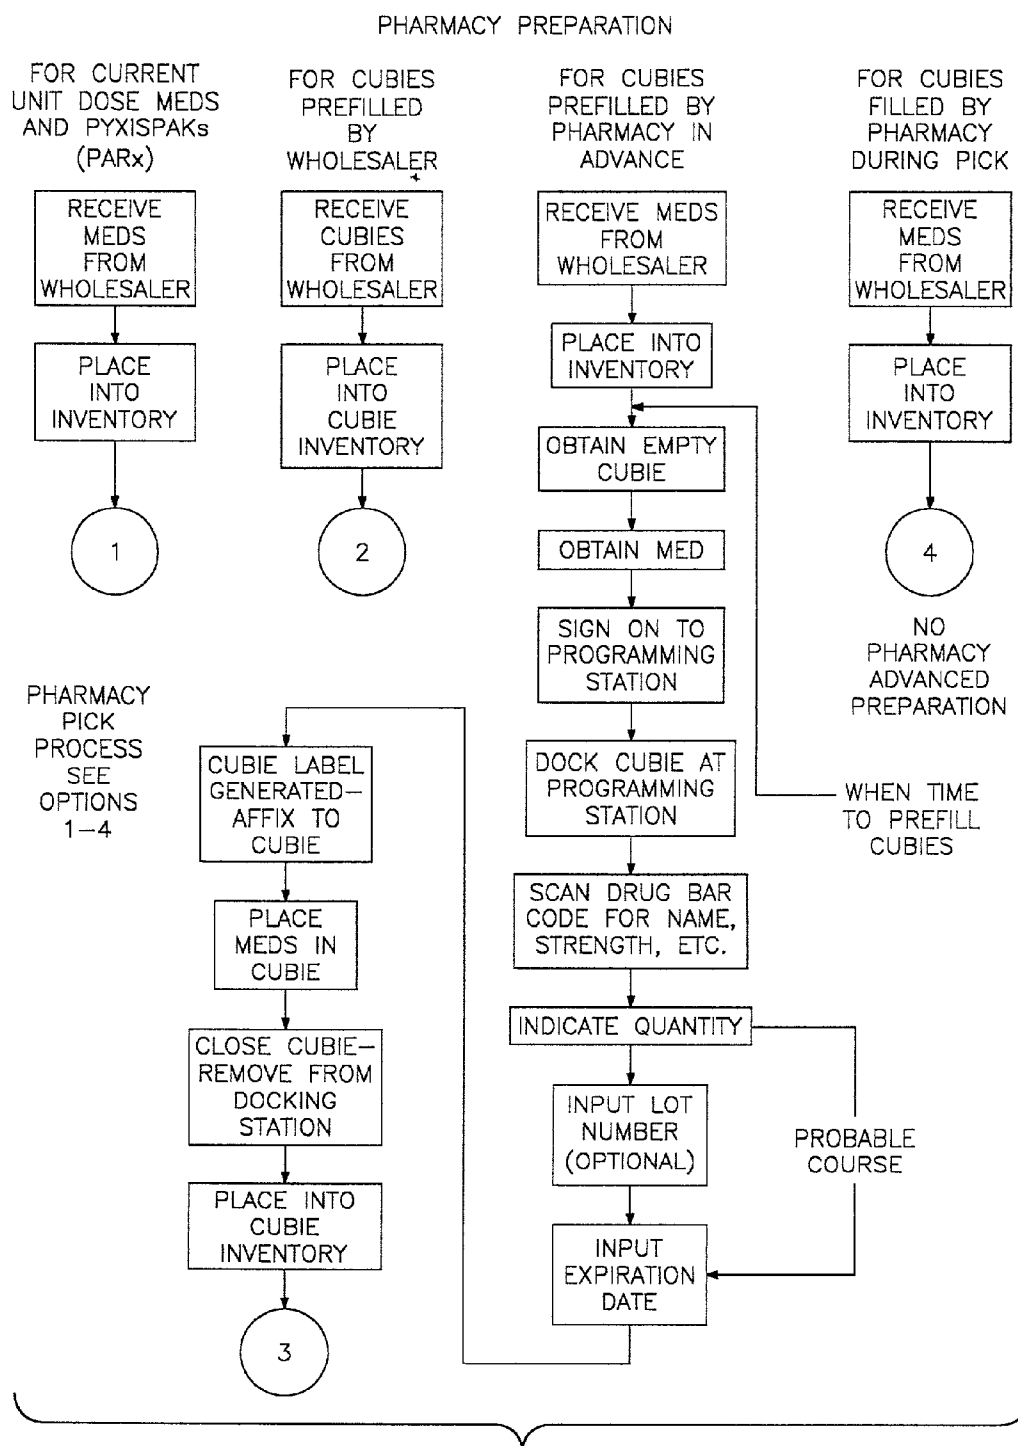 PHARMACY PREPARATION
FOR CURRENT
UNIT DOSE MEDS
AND PYXISPAKs
(PARx)
RECEIVE
MEDS
FROM
WHOLESALER
PLACE
INTO
INVENTORY
1
FOR CUBIES
PREFILLED
BY
WHOLESALER
RECEIVE
CUBIES
FROM
WHOLESALER
PLACE
INTO
CUBIE
INVENTORY
2
FOR CUBIES
PREFILLED BY
PHARMACY IN
ADVANCE
RECEIVE MEDS
FROM
WHOLESALER
PLACE INTO
INVENTORY
OBTAIN EMPTY
CUBIE
OBTAIN MED
SIGN ON TO
PROGRAMMING
STATION
DOCK CUBIE AT
PROGRAMMING
STATION
WHEN TIME
TO PREFILL
CUBIES
SCAN DRUG BAR
CODE FOR NAME,
STRENGTH, ETC.
INDICATE QUANTITY
INPUT LOT
NUMBER
(OPTIONAL)
PROBABLE
COURSE
INPUT
EXPIRATION
DATE
CUBIE LABEL
GENERATED—
AFFIX TO
CUBIE
PLACE
MEDS IN
CUBIE
CLOSE CUBIE—
REMOVE FROM
DOCKING
STATION
PLACE INTO
CUBIE
INVENTORY
3
FOR CUBIES
FILLED BY
PHARMACY
DURING PICK
RECEIVE
MEDS
FROM
WHOLESALER
PLACE
INTO
INVENTORY
4
NO
PHARMACY
ADVANCED
PREPARATION
PHARMACY
PICK
PROCESS
SEE
OPTIONS
1—4